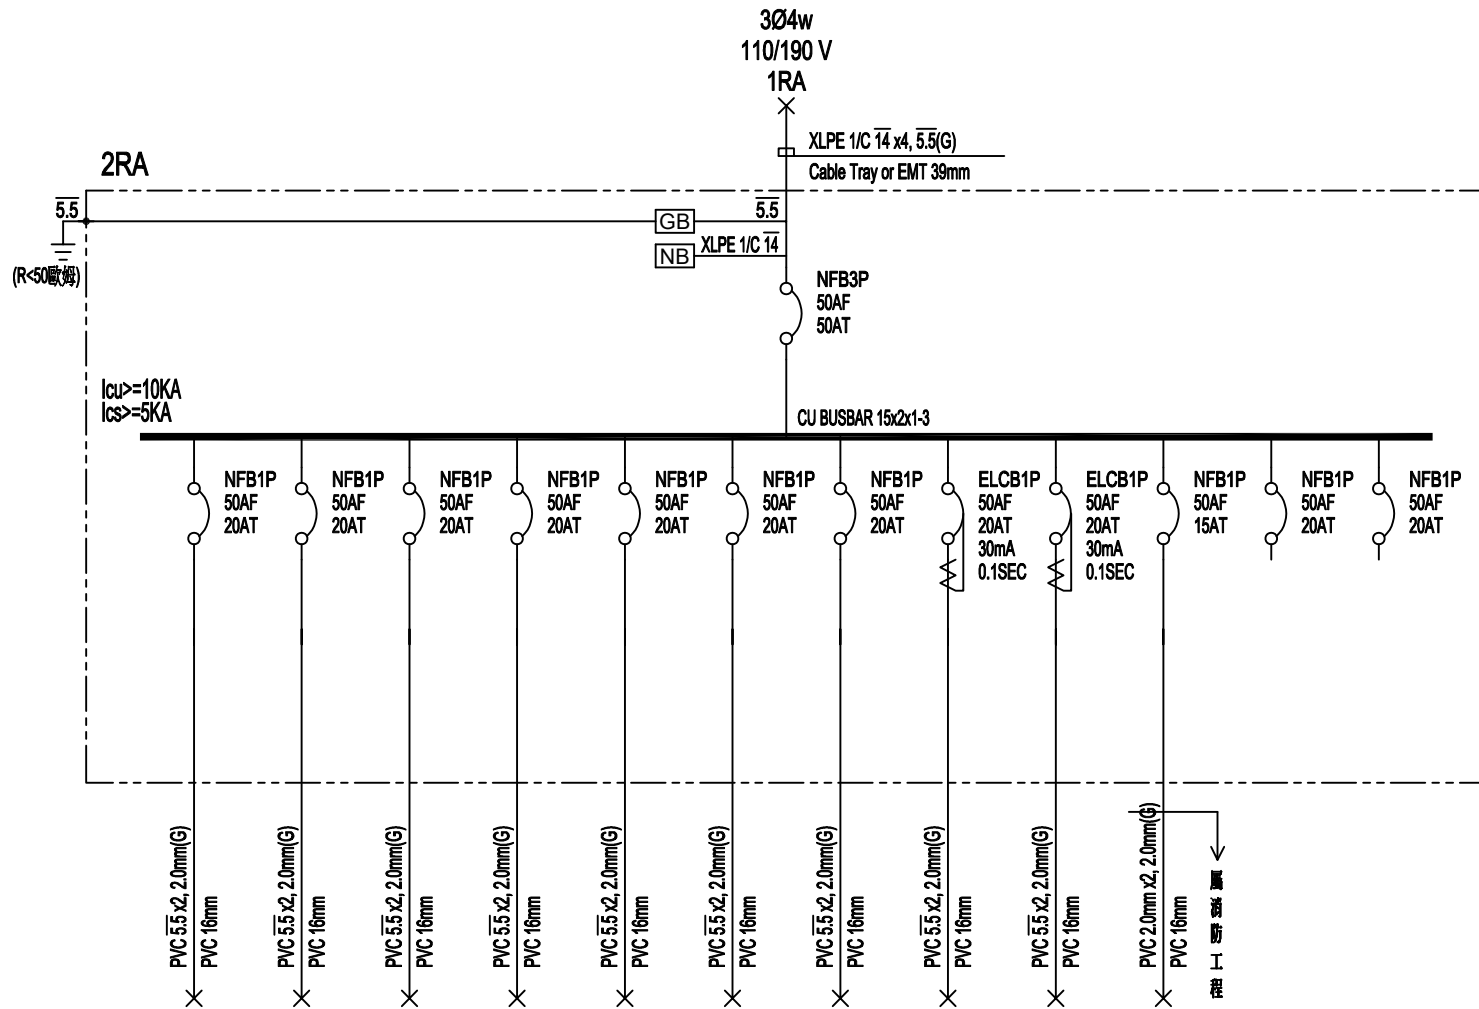 3Ø4w
110/190 V
1RA
XLPE 1/C 14 x4, 5.5(G)
Cable Tray or EMT 39mm
2RA
5.5
GB
5.5
NB
XLPE 1/C 14
(R<50歐姆)
NFB3P
50AF
50AT
Icu>=10KA
Ics>=5KA
CU BUSBAR 15x2x1-3
NFB1P
50AF
20AT
NFB1P
50AF
20AT
NFB1P
50AF
20AT
NFB1P
50AF
20AT
NFB1P
50AF
20AT
NFB1P
50AF
20AT
NFB1P
50AF
20AT
ELCB1P
50AF
20AT
30mA
0.1SEC
ELCB1P
50AF
20AT
30mA
0.1SEC
NFB1P
50AF
15AT
NFB1P
50AF
20AT
NFB1P
50AF
20AT
PVC 5.5 x2, 2.0mm(G)
PVC 16mm
PVC 5.5 x2, 2.0mm(G)
PVC 16mm
PVC 5.5 x2, 2.0mm(G)
PVC 16mm
PVC 5.5 x2, 2.0mm(G)
PVC 16mm
PVC 5.5 x2, 2.0mm(G)
PVC 16mm
PVC 5.5 x2, 2.0mm(G)
PVC 16mm
PVC 5.5 x2, 2.0mm(G)
PVC 16mm
PVC 5.5 x2, 2.0mm(G)
PVC 16mm
PVC 5.5 x2, 2.0mm(G)
PVC 16mm
PVC 2.0mm x2, 2.0mm(G)
PVC 16mm
屬消防工程